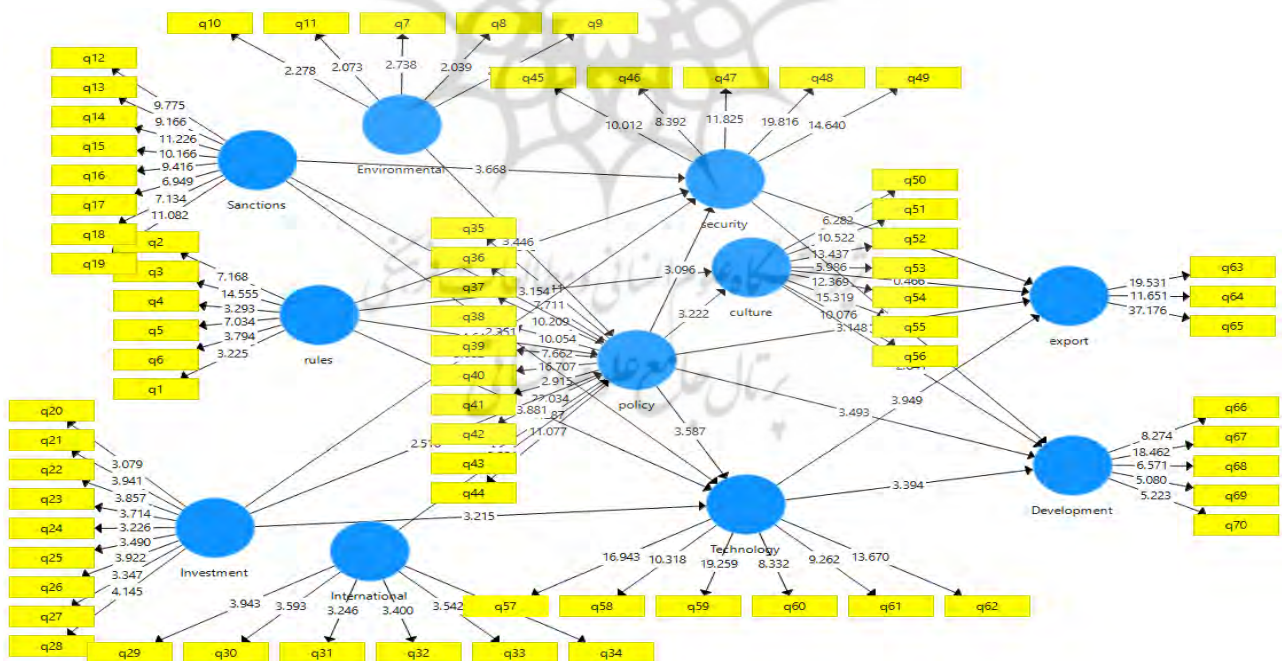 q10
q11
q7
q8
q9
2.278
2.073
2.738
2.039
Environmental
q12
q13
q14
q15
q16
q17
q18
q19
9.775
9.166
11.226
10.166
9.416
6.949
7.134
11.082
Sanctions
3.668
q45
q46
q47
q48
q49
10.012
8.392
11.825
19.816
14.640
security
q2
q3
q4
q5
q6
q1
7.168
14.555
3.293
7.034
3.794
3.225
rules
3.446
3.154
3.096
2.351
3.222
q35
q36
q37
q38
q39
q40
q41
q42
q43
q44
7.711
10.209
10.054
7.662
16.707
2.915
22.034
3.881
11.077
policy
culture
q50
q51
q52
q53
q54
q55
q56
6.282
10.522
13.437
5.986
12.369
15.319
10.076
0.466
3.148
3.949
3.493
3.587
3.394
3.215
q63
q64
q65
19.531
11.651
37.176
export
q66
q67
q68
q69
q70
8.274
18.462
6.571
5.080
5.223
Development
q20
q21
q22
q23
q24
q25
q26
q27
q28
3.079
3.941
3.857
3.714
3.226
3.490
3.922
3.347
4.145
Investment
International
3.943
3.593
3.246
3.400
3.542
q29
q30
q31
q32
q33
q34
Technology
16.943
10.318
19.259
8.332
9.262
13.670
q57
q58
q59
q60
q61
q62